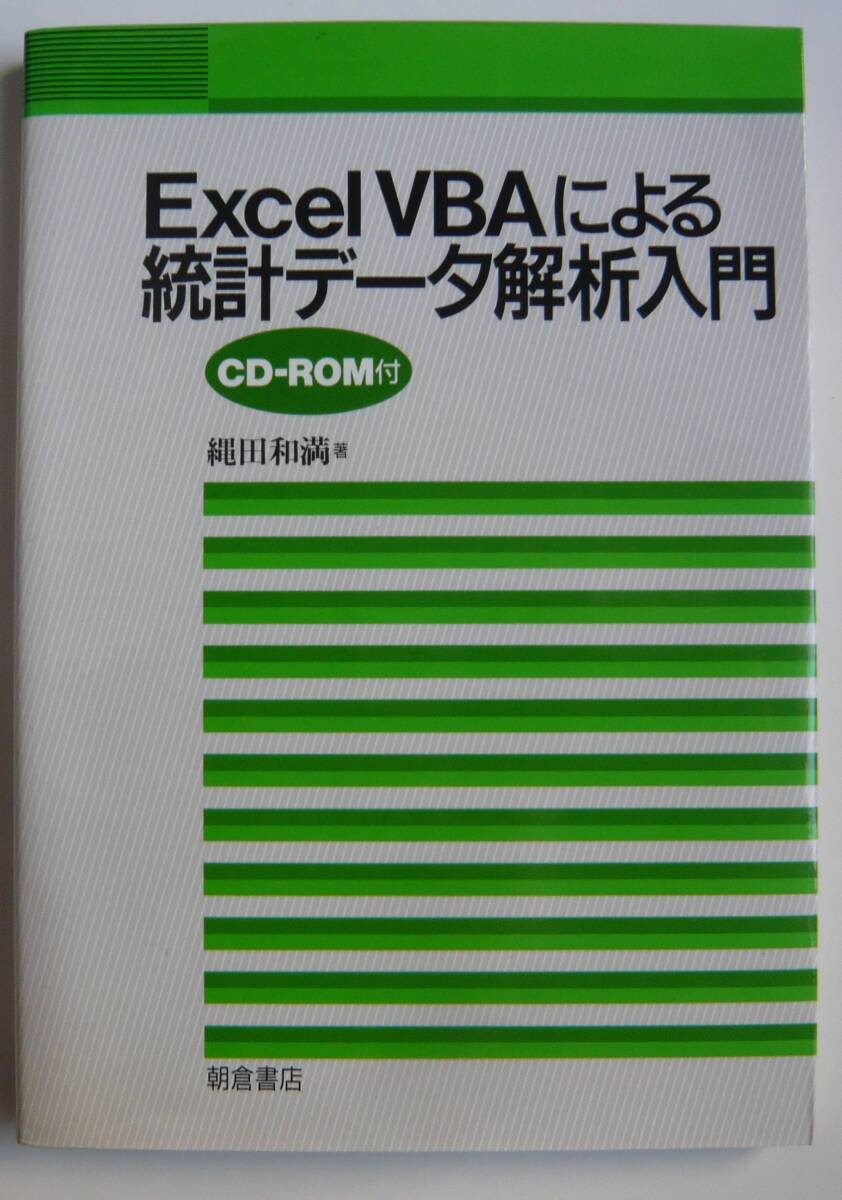 Excel VBAによる
統計データ解析入門
CD-ROM付
縄田和満 著
朝倉書店